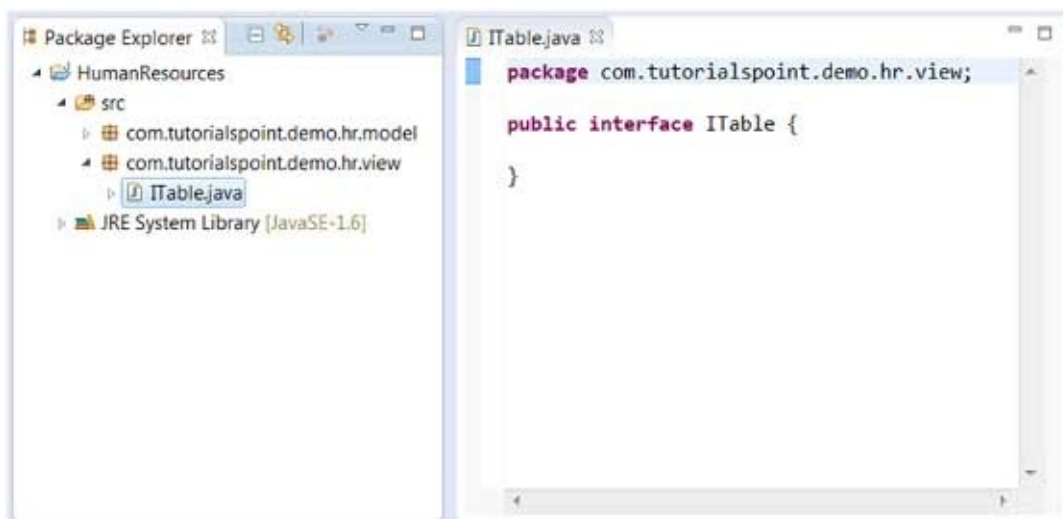 Package Explorer
HumanResources
src
com.tutorialspoint.demo.hr.model
com.tutorialspoint.demo.hr.view
ITable.java
JRE System Library [JavaSE-1.6]
ITable.java
package com.tutorialspoint.demo.hr.view;
public interface ITable {
}